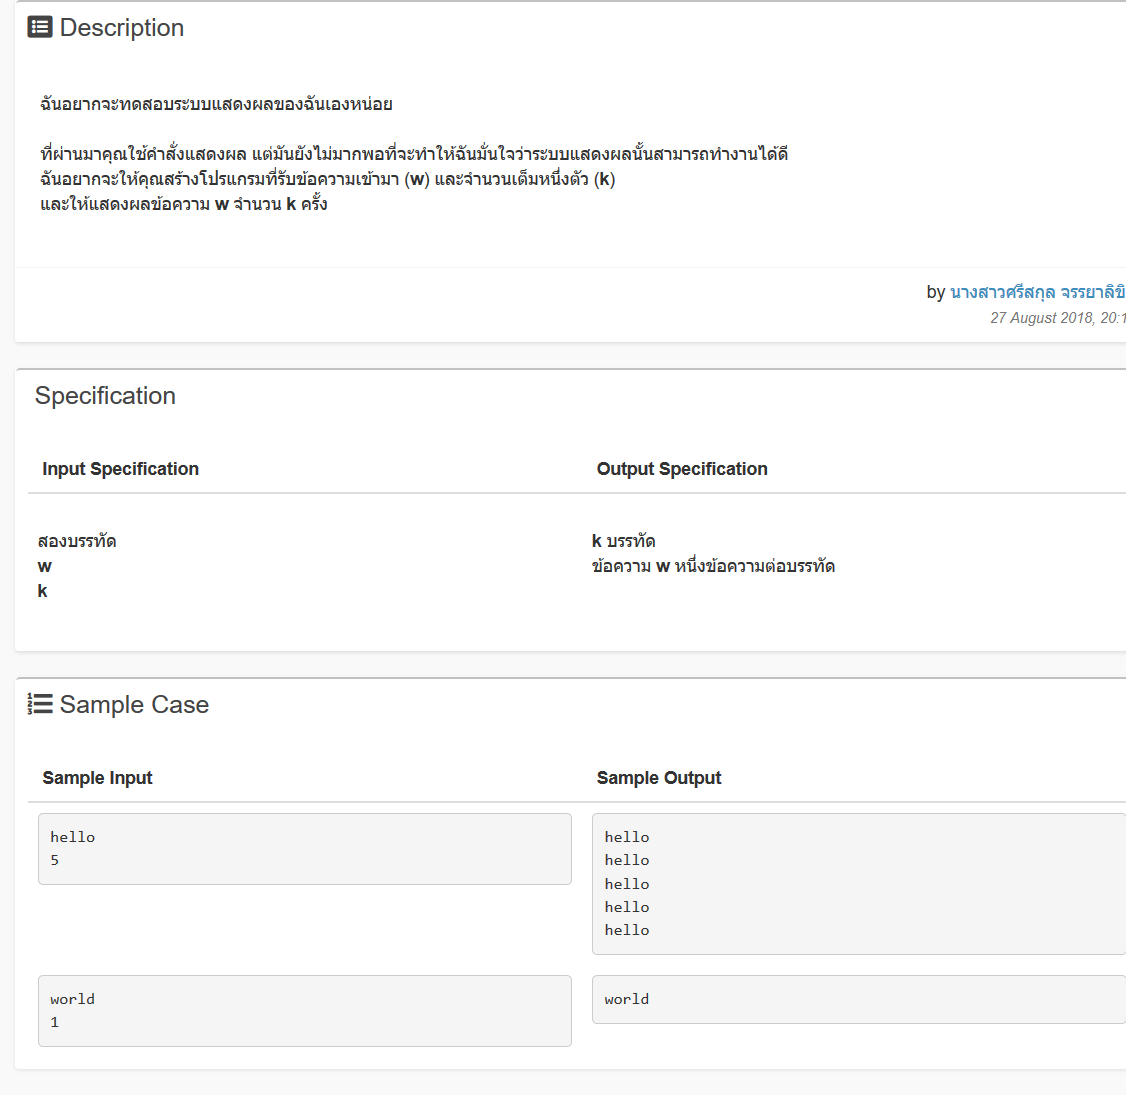 Description
ฉันอยากจะทดสอบระบบแสดงผลของฉันเองหน่อย
ที่ผ่านมาคุณใช้คำสั่งแสดงผล แต่มันยังไม่มากพอที่จะทำให้ฉันมั่นใจว่าระบบแสดงผลนั้นสามารถทำงานได้ดี
ฉันอยากจะให้คุณสร้างโปรแกรมที่รับข้อความเข้ามา (w) และจำนวนเต็มหนึ่งตัว (k)
และให้แสดงผลข้อความ w จำนวน k ครั้ง
by นางสาวศรีสกุล จรรยาลิขิ
27 August 2018, 20:1
Specification
Input Specification
Output Specification
สองบรรทัด
w
k
k บรรทัด
ข้อความ w หนึ่งข้อความต่อบรรทัด
Sample Case
Sample Input
Sample Output
hello
5
hello
hello
hello
hello
hello
world
1
world